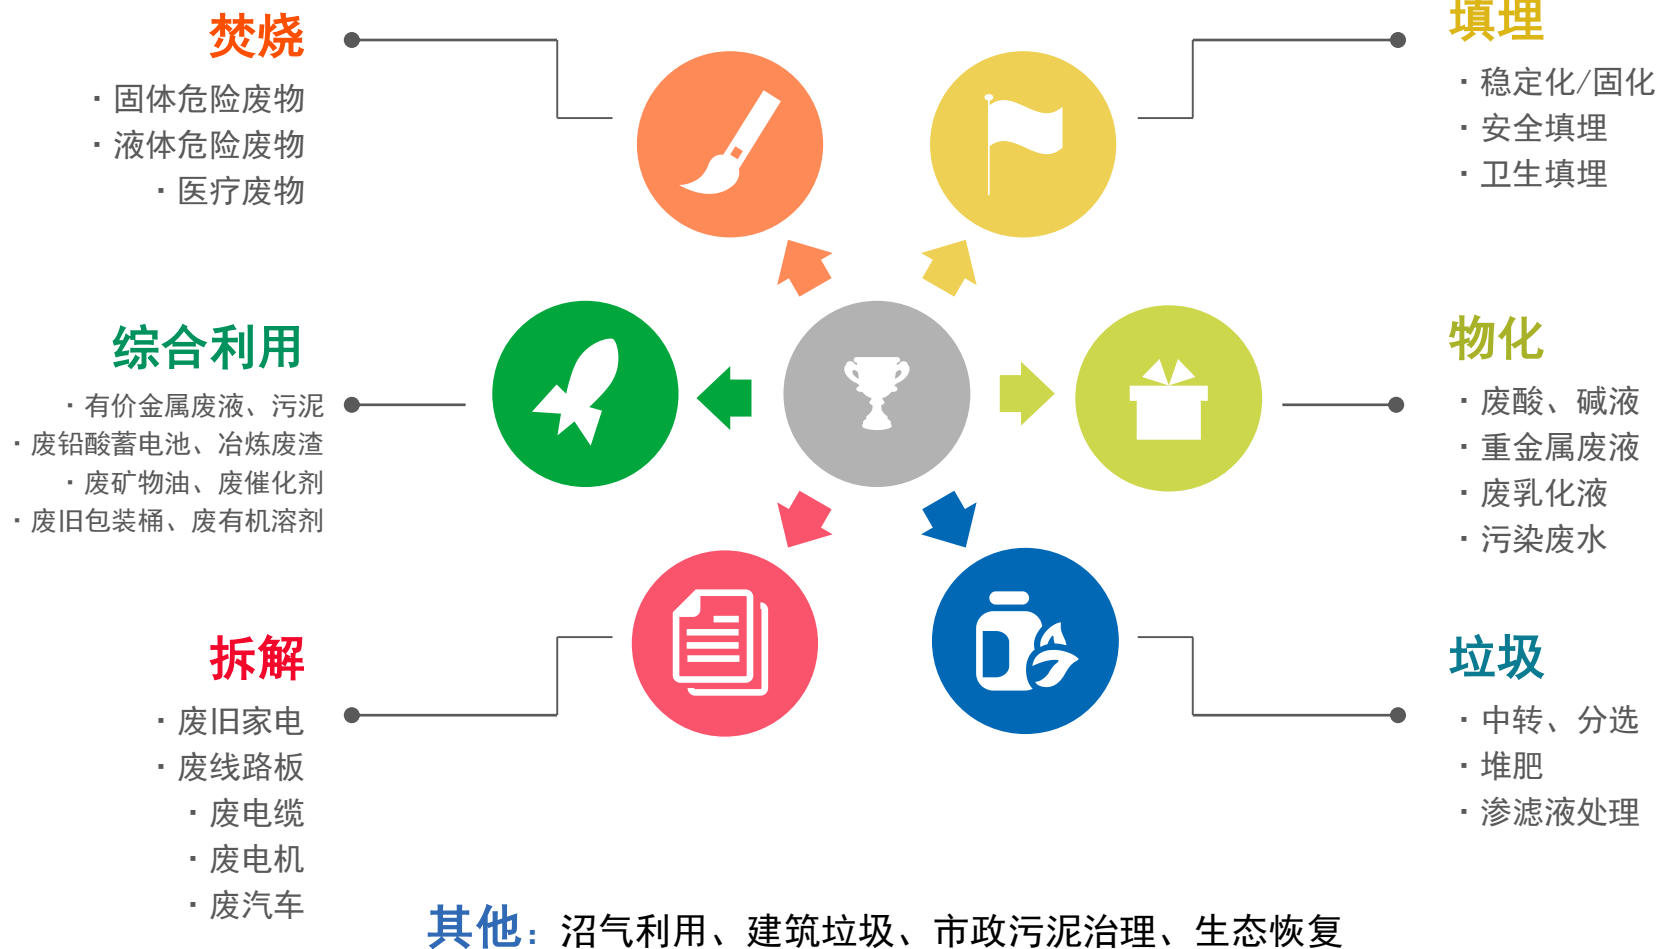 焚烧
· 固体危险废物
· 液体危险废物
· 医疗废物
填埋
· 稳定化/固化
· 安全填埋
· 卫生填埋
综合利用
· 有价金属废液、污泥
· 废铅酸蓄电池、冶炼废渣
· 废矿物油、废催化剂
· 废旧包装桶、废有机溶剂
物化
· 废酸、碱液
· 重金属废液
· 废乳化液
· 污染废水
拆解
· 废旧家电
· 废线路板
· 废电缆
· 废电机
· 废汽车
垃圾
· 中转、分选
· 堆肥
· 渗滤液处理
其他：沼气利用、建筑垃圾、市政污泥治理、生态恢复